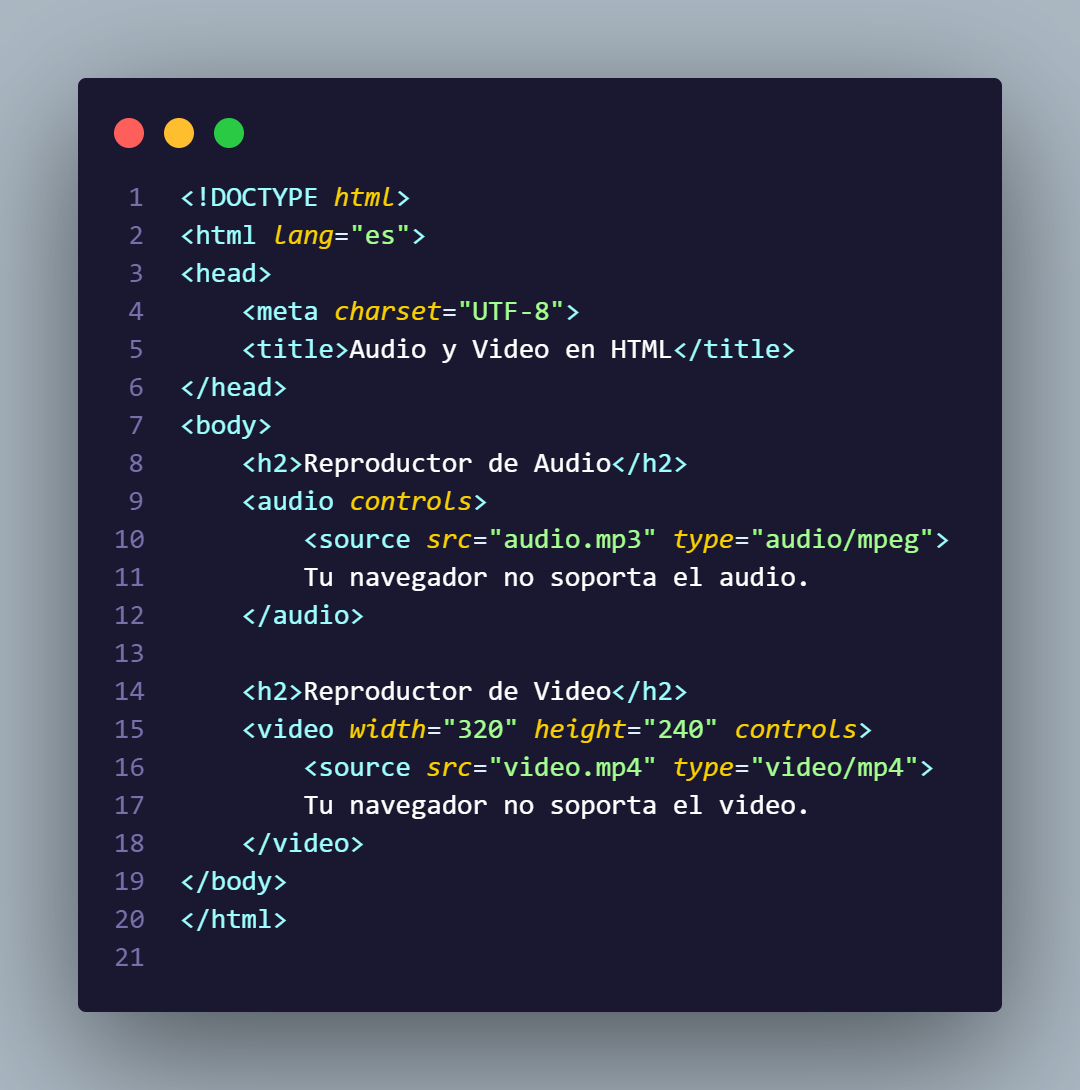 1 <!DOCTYPE html>
2 <html lang="es">
3 <head>
4     <meta charset="UTF-8">
5     <title>Audio y Video en HTML</title>
6 </head>
7 <body>
8     <h2>Reproductor de Audio</h2>
9     <audio controls>
10         <source src="audio.mp3" type="audio/mpeg">
11         Tu navegador no soporta el audio.
12     </audio>
13
14     <h2>Reproductor de Video</h2>
15     <video width="320" height="240" controls>
16         <source src="video.mp4" type="video/mp4">
17         Tu navegador no soporta el video.
18     </video>
19 </body>
20 </html>
21